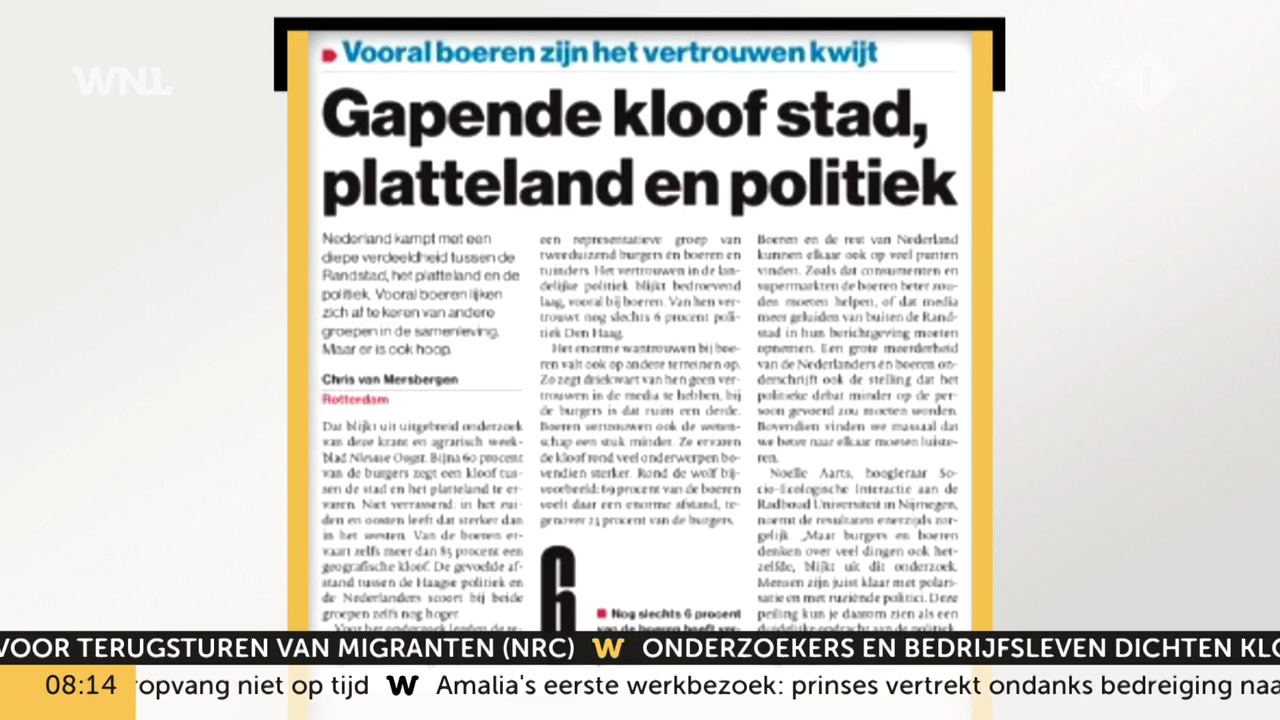 WNL
Vooral boeren zijn het vertrouwen kwijt
Gapende kloof stad,
platteland en politiek
Nederland kampt met een
diepe verdeeldheid tussen de
Randstad, het platteland en de
politiek. Vooral boeren lijken
zich af te keren van andere
groepen in de samenleving.
Maar er is ook hoop.
Chris van Mersbergen
Rotterdam
Dat blijkt uit uitgebreid onderzoek
van deze krant en agrarisch week-
blad Nieuwe Oogst. Bijna 60 procent
van de burgers zegt een kloof tus-
sen de stad en het platteland te er-
varen. Niet verrassend: in het zui-
den en oosten leeft dat sterker dan
in het westen. Van de boeren er-
vaart zelfs meer dan 85 procent een
geografische kloof. De gevoelde af-
stand tussen de Haagse politiek en
de Nederlanders scoort bij beide
groepen zelfs nog hoger.
Voor het onderzoek
een representatieve groep van
tweeduizend burgers én boeren en
tuinders. Het vertrouwen in de lan-
delijke politiek blijkt bedroevend
laag, vooral bij boeren. Van hen ver-
trouwt nog slechts 6 procent poli-
tiek Den Haag.
Het enorme wantrouwen bij boe-
ren valt ook op andere terreinen op.
Zo zegt driekwart van hen geen ver-
trouwen in de media te hebben, bij
de burgers is dat ruim een derde.
Boeren vertrouwen ook de weten-
schap een stuk minder. Ze ervaren
de kloof rond veel onderwerpen bo-
vendien sterker. Rond de wolf bij-
voorbeeld: 69 procent van de boeren
voelt daar een enorme afstand, te-
genover 23 procent van de burgers.
6
Nog slechts 6 procent
van de boeren heeft ver-
Boeren en de rest van Nederland
kunnen elkaar ook op veel punten
vinden. Zoals dat consumenten en
supermarkten de boeren beter zou-
den moeten helpen, of dat media
meer geluiden van buiten de Rand-
stad in hun berichtgeving moeten
opnemen. Een grote meerderheid
van de Nederlanders én boeren on-
derschrijft ook de stelling dat het
politieke debat minder op de per-
soon gevoerd zou moeten worden.
Bovendien vinden we massaal dat
we beter naar elkaar moeten luiste-
ren.
Noelle Aarts, hoogleraar So-
cio-Ecologische Interactie aan de
Radboud Universiteit in Nijmegen,
noemt de resultaten enerzijds zor-
gelijk. „Maar burgers en boeren
denken over veel dingen ook het-
zelfde, blijkt uit dit onderzoek.
Mensen zijn juist klaar met polari-
satie en met ruziënde politici. Deze
peiling kun je daarom zien als een
duidelijke opdracht aan de politiek
VOOR TERUGSTUREN VAN MIGRANTEN (NRC) W ONDERZOEKERS EN BEDRIJFSLEVEN DICHTEN KLO
08:14 opvang niet op tijd W Amalia's eerste werkbezoek: prinses vertrekt ondanks bedreiging naa